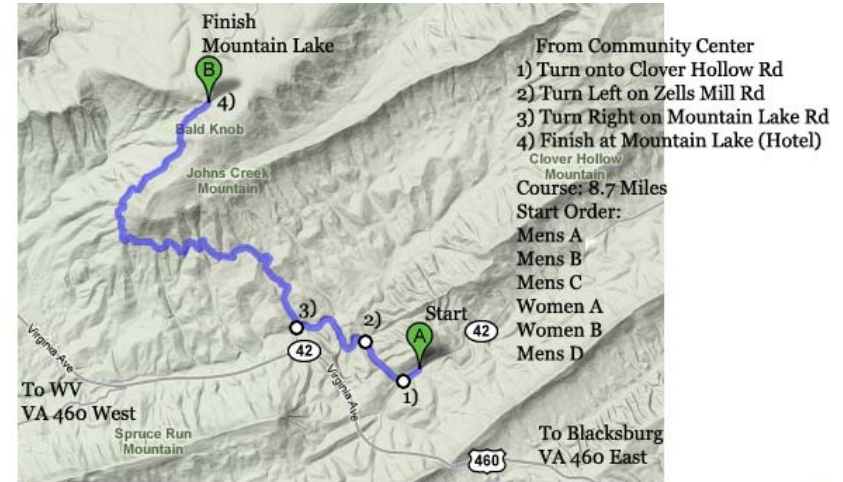 Finish
Mountain Lake
B
4)
Bald Knob
Johns Creek
Mountain
From Community Center
1) Turn onto Clover Hollow Rd
2) Turn Left on Zells Mill Rd
3) Turn Right on Mountain Lake Rd
4) Finish at Mountain Lake (Hotel)
Clover Hollow
Mountain
Course: 8.7 Miles
Start Order:
Mens A
Mens B
Mens C
Women A
Women B
Mens D
3)
2)
Start
A
42
42
1)
Virginia Ave
Virginia Ave
To WV
VA 460 West
Spruce Run
Mountain
To Blacksburg
VA 460 East
460